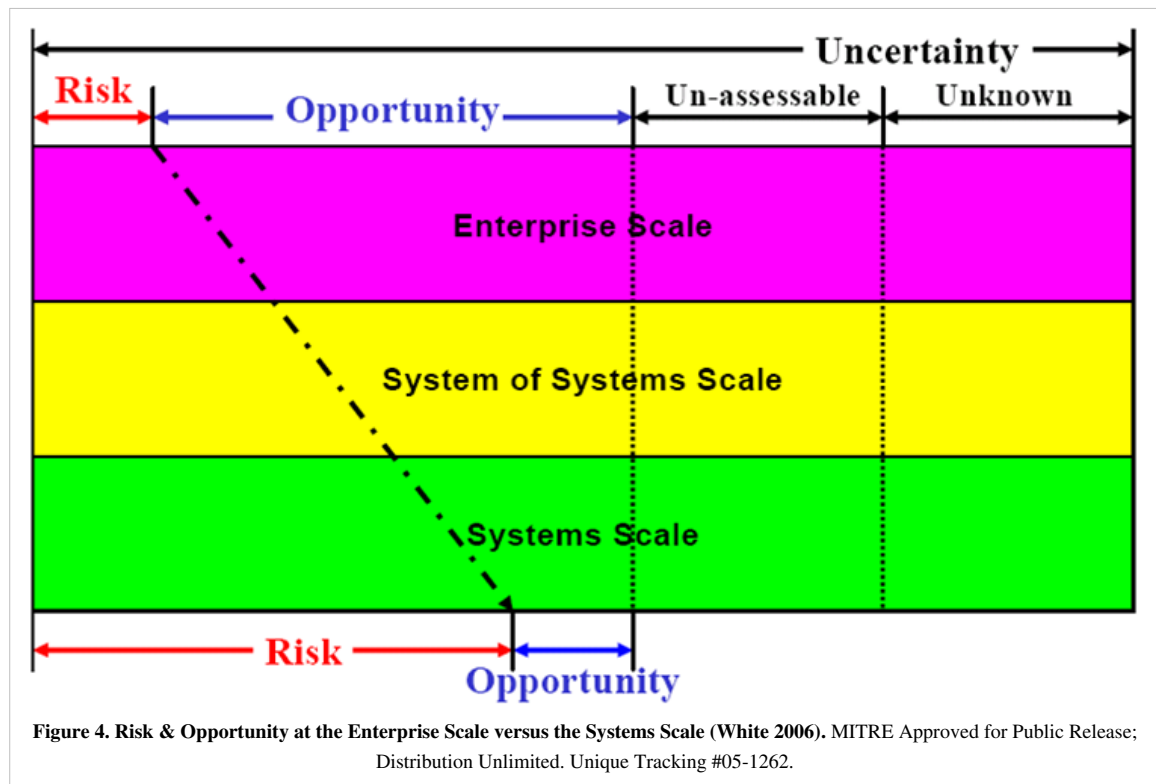 Uncertainty
Risk
Opportunity
Un-assessable
Unknown
Enterprise Scale
System of Systems Scale
Systems Scale
Risk
Opportunity
Figure 4. Risk & Opportunity at the Enterprise Scale versus the Systems Scale (White 2006). MITRE Approved for Public Release;
Distribution Unlimited. Unique Tracking #05-1262.